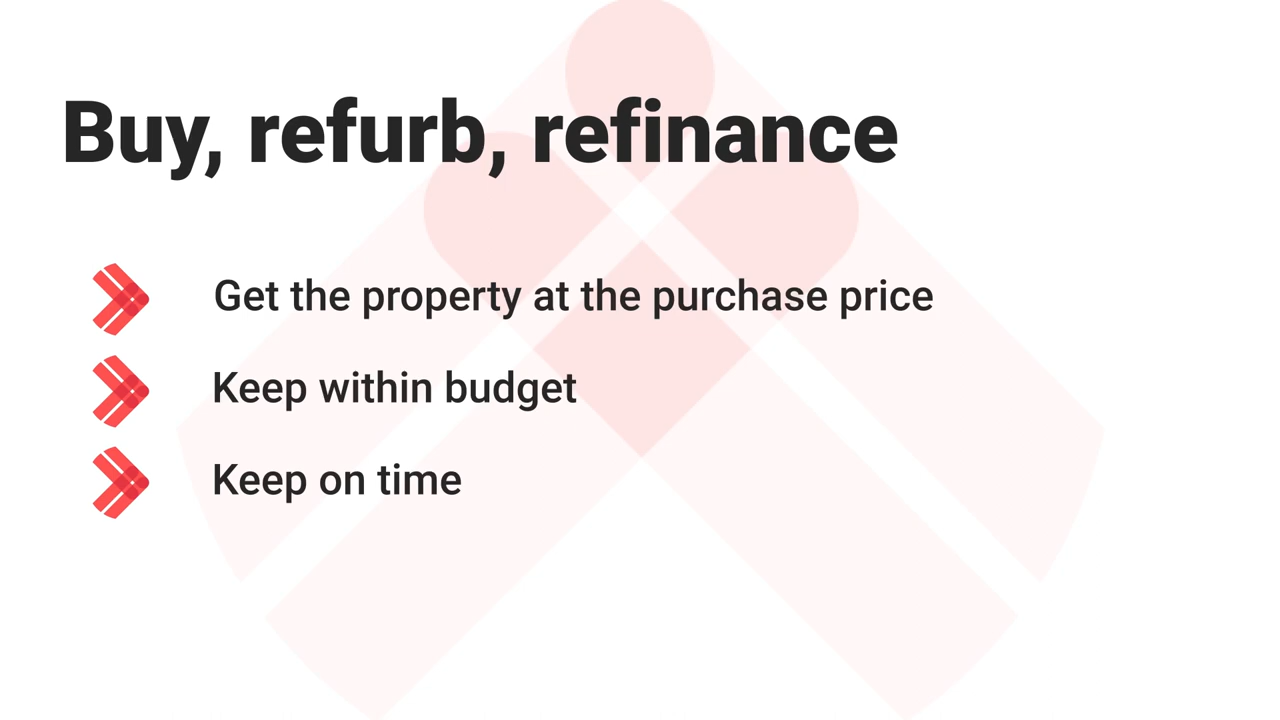 Buy, refurb, refinance
Get the property at the purchase price
Keep within budget
Keep on time